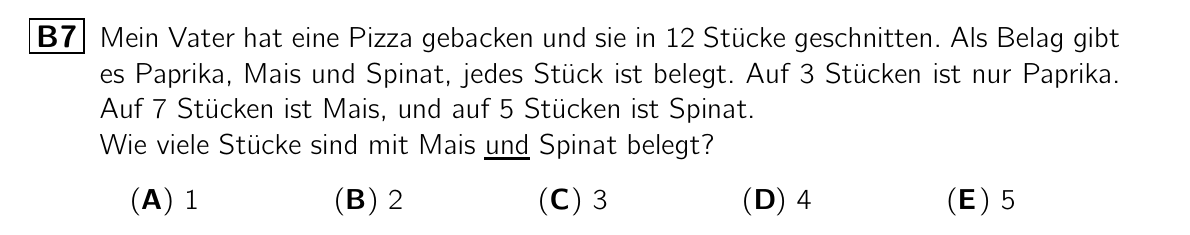 B7 Mein Vater hat eine Pizza gebacken und sie in 12 Stücke geschnitten. Als Belag gibt
es Paprika, Mais und Spinat, jedes Stück ist belegt. Auf 3 Stücken ist nur Paprika.
Auf 7 Stücken ist Mais, und auf 5 Stücken ist Spinat.
Wie viele Stücke sind mit Mais und Spinat belegt?
(A) 1 (B) 2 (C) 3 (D) 4 (E) 5